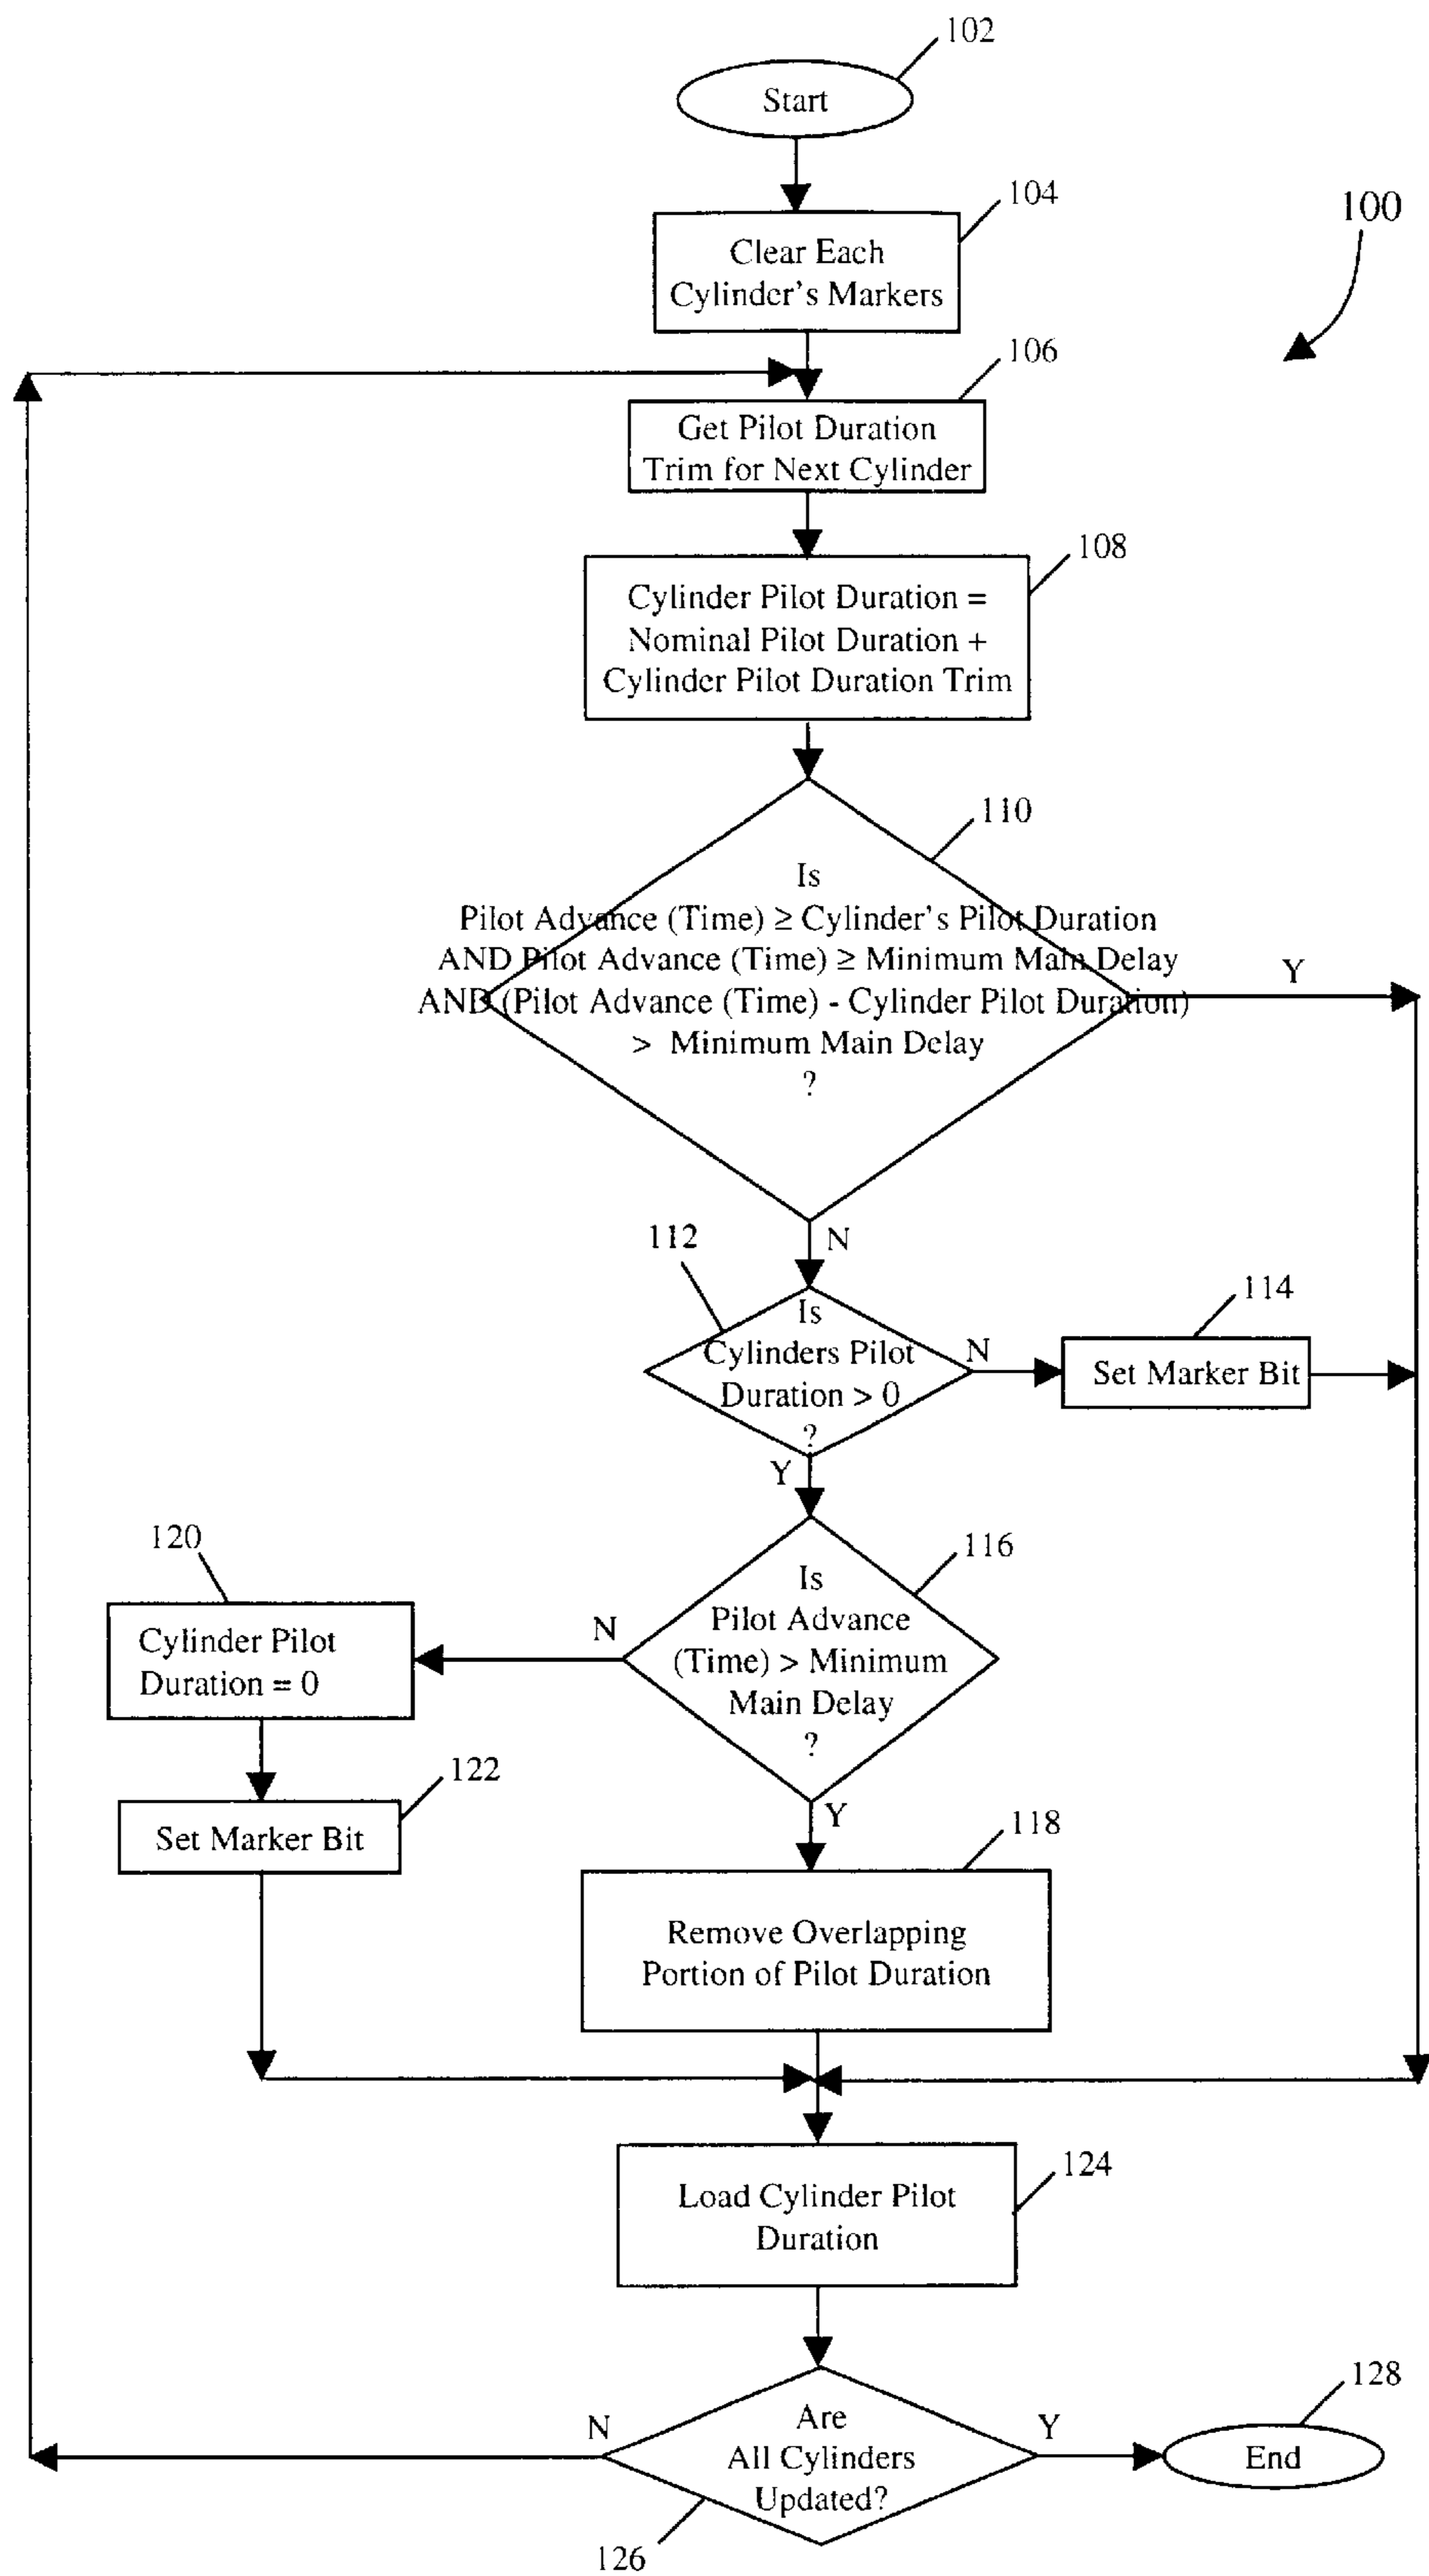 102
Start
104
Clear Each
Cylinder's Markers
100
106
Get Pilot Duration
Trim for Next Cylinder
108
Cylinder Pilot Duration =
Nominal Pilot Duration +
Cylinder Pilot Duration Trim
110
Is
Pilot Advance (Time) ≥ Cylinder's Pilot Duration
AND Pilot Advance (Time) ≥ Minimum Main Delay
AND (Pilot Advance (Time) - Cylinder Pilot Duration)
> Minimum Main Delay
?
Y
N
112
Is
Cylinders Pilot
Duration > 0
?
N
114
Set Marker Bit
Y
116
Is
Pilot Advance
(Time) > Minimum
Main Delay
?
N
120
Cylinder Pilot
Duration = 0
122
Set Marker Bit
Y
118
Remove Overlapping
Portion of Pilot Duration
124
Load Cylinder Pilot
Duration
126
Are
All Cylinders
Updated?
N
Y
128
End